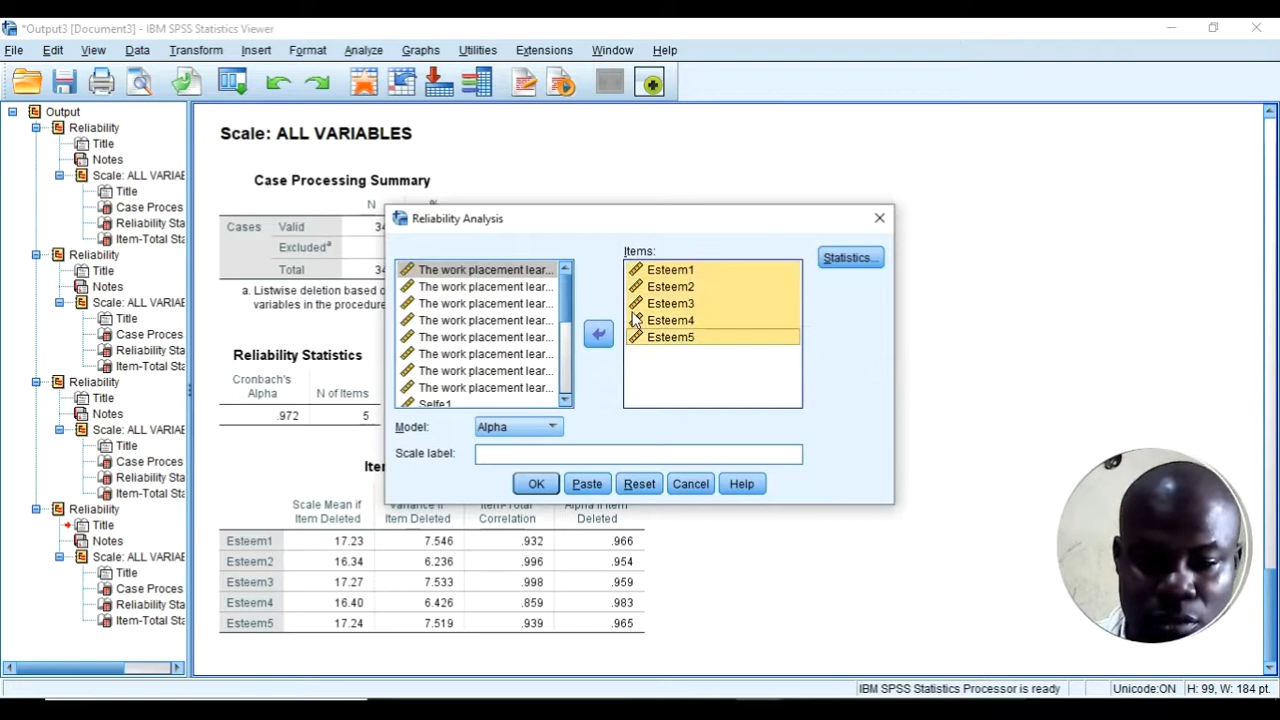 *Output3 [Document3] - IBM SPSS Statistics Viewer
File Edit View Data Transform Insert Format Graphs Analyze Utilities Extensions Window Help
Output
Reliability
Title
Notes
Scale: ALL VARIA
Title
Case Proces
Reliability Sta
Item-Total Sta
Reliability
Title
Notes
Scale: ALL VARIA
Title
Case Proces
Reliability Sta
Item-Total Sta
Reliability
Title
Notes
Scale: ALL VARIA
Title
Case Proces
Reliability Sta
Item-Total Sta
Reliability
Title
Notes
Scale: ALL VARIA
Title
Case Proces
Reliability Sta
Item-Total Sta
Scale: ALL VARIABLES
Case Processing Summary
N %
Cases Valid 34
Excludedᵃ
Total 34
a. Listwise deletion based o
variables in the procedure
Reliability Statistics
Cronbach's
Alpha N of Items
.972 5
Scale Mean if
Item Deleted Item Deleted Correlation Deleted
Esteem1 17.23 7.546 .932 .966
Esteem2 16.34 6.236 .996 .954
Esteem3 17.27 7.533 .998 .959
Esteem4 16.40 6.426 .859 .983
Esteem5 17.24 7.519 .939 .965
Reliability Analysis
The work placement lear...
The work placement lear...
The work placement lear...
The work placement lear...
The work placement lear...
The work placement lear...
The work placement lear...
The work placement lear...
Selfe1
Items:
Esteem1
Esteem2
Esteem3
Esteem4
Esteem5
Statistics...
Model: Alpha
Scale label:
OK Paste Reset Cancel Help
IBM SPSS Statistics Processor is ready Unicode:ON H: 99, W: 184 pt.